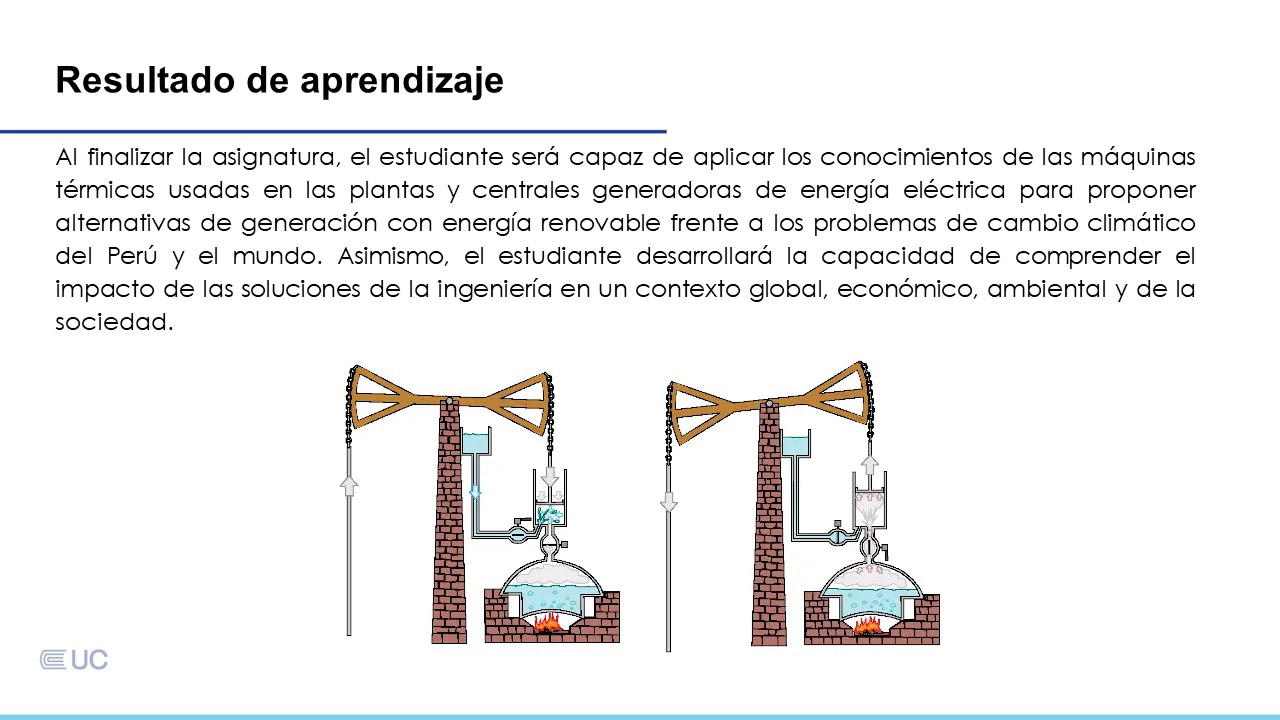 Resultado de aprendizaje
Al finalizar la asignatura, el estudiante será capaz de aplicar los conocimientos de las máquinas
térmicas usadas en las plantas y centrales generadoras de energía eléctrica para proponer
alternativas de generación con energía renovable frente a los problemas de cambio climático
del Perú y el mundo. Asimismo, el estudiante desarrollará la capacidad de comprender el
impacto de las soluciones de la ingeniería en un contexto global, económico, ambiental y de la
sociedad.
UC